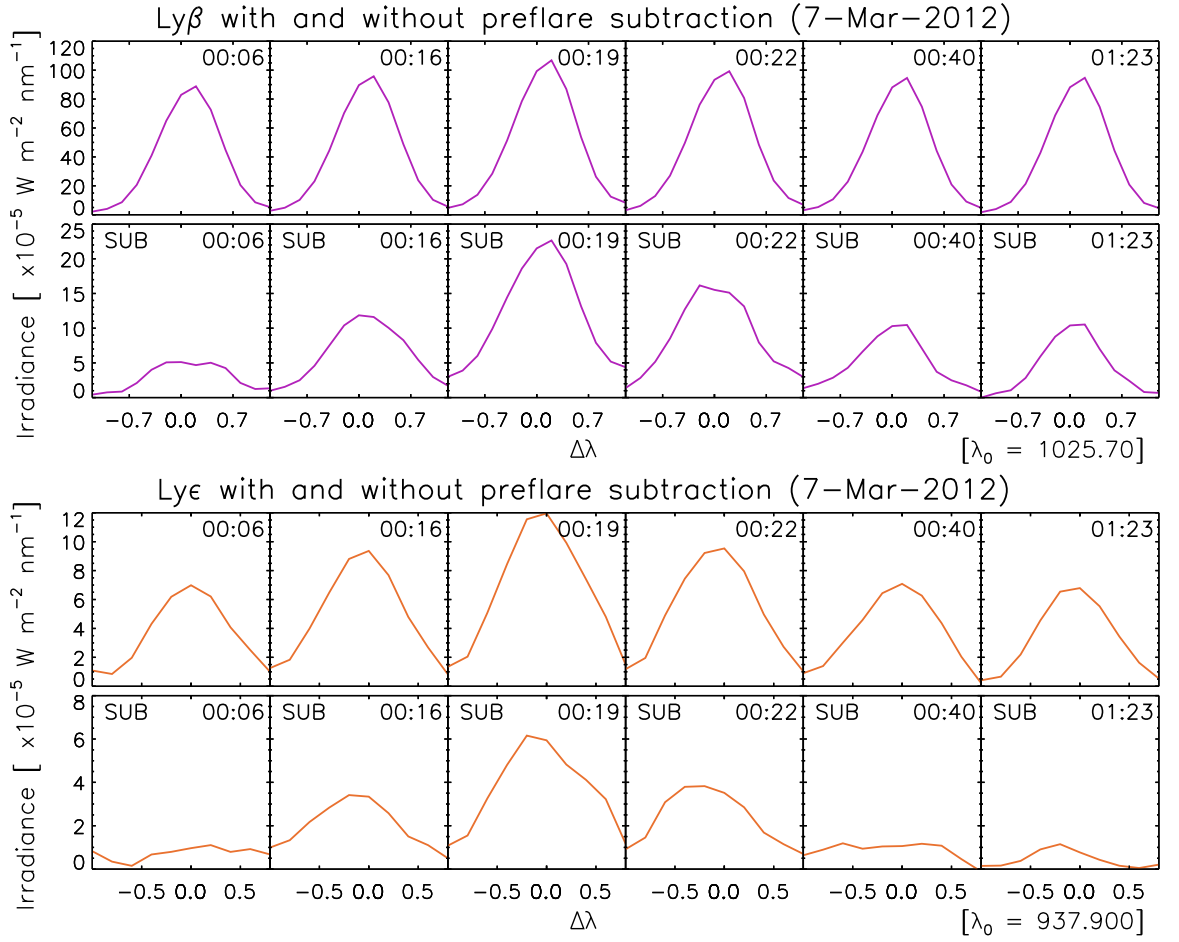 Lyβ with and without preflare subtraction (7-Mar-2012)
Irradiance [ x10⁻⁵ W m⁻² nm⁻¹]
120
100
80
60
40
20
0
00:06 00:16 00:19 00:22 00:40 01:23
25
20
15
10
5
0
SUB 00:06 SUB 00:16 SUB 00:19 SUB 00:22 SUB 00:40 SUB 01:23
-0.7 0.0 0.7 -0.7 0.0 0.7 -0.7 0.0 0.7 -0.7 0.0 0.7 -0.7 0.0 0.7 -0.7 0.0 0.7
Δλ
[λ₀ = 1025.70]
Lyε with and without preflare subtraction (7-Mar-2012)
Irradiance [ x10⁻⁵ W m⁻² nm⁻¹]
12
10
8
6
4
2
0
00:06 00:16 00:19 00:22 00:40 01:23
8
6
4
2
0
SUB 00:06 SUB 00:16 SUB 00:19 SUB 00:22 SUB 00:40 SUB 01:23
-0.5 0.0 0.5 -0.5 0.0 0.5 -0.5 0.0 0.5 -0.5 0.0 0.5 -0.5 0.0 0.5 -0.5 0.0 0.5
Δλ
[λ₀ = 937.900]